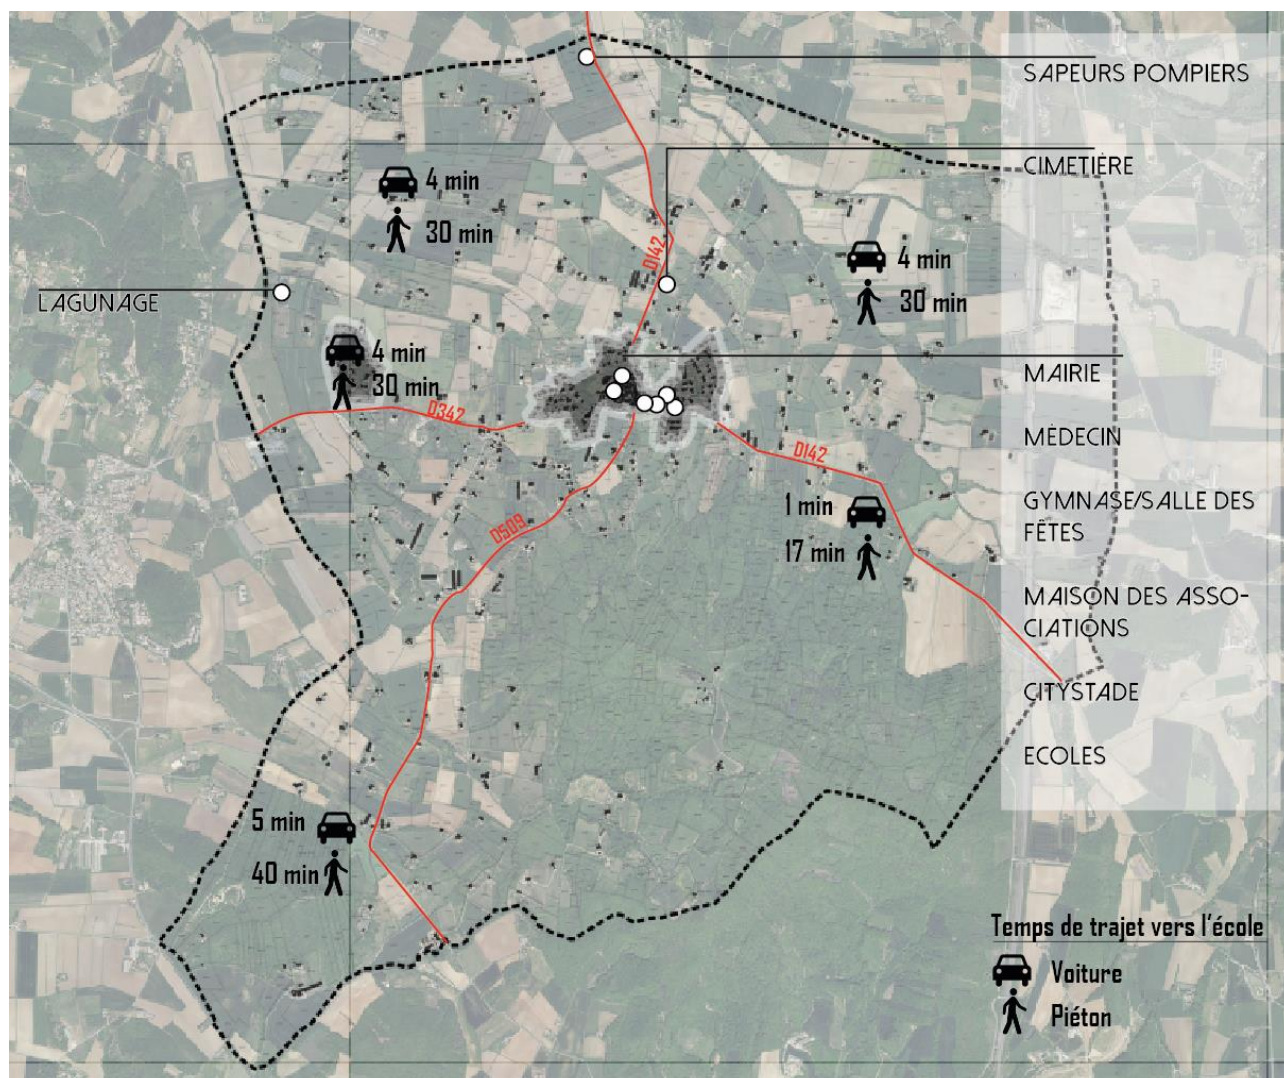 SAPEURS POMPIERS
CIMETIÈRE
4 min
30 min
D142
4 min
30 min
LAGUNAGE
4 min
30 min
D342
MAIRIE
MÉDECIN
D142
GYMNASE/SALLE DES
FÊTES
1 min
17 min
D509
MAISON DES ASSO-
CIATIONS
CITYSTADE
ECOLES
5 min
40 min
Temps de trajet vers l'école
Voiture
Piéton